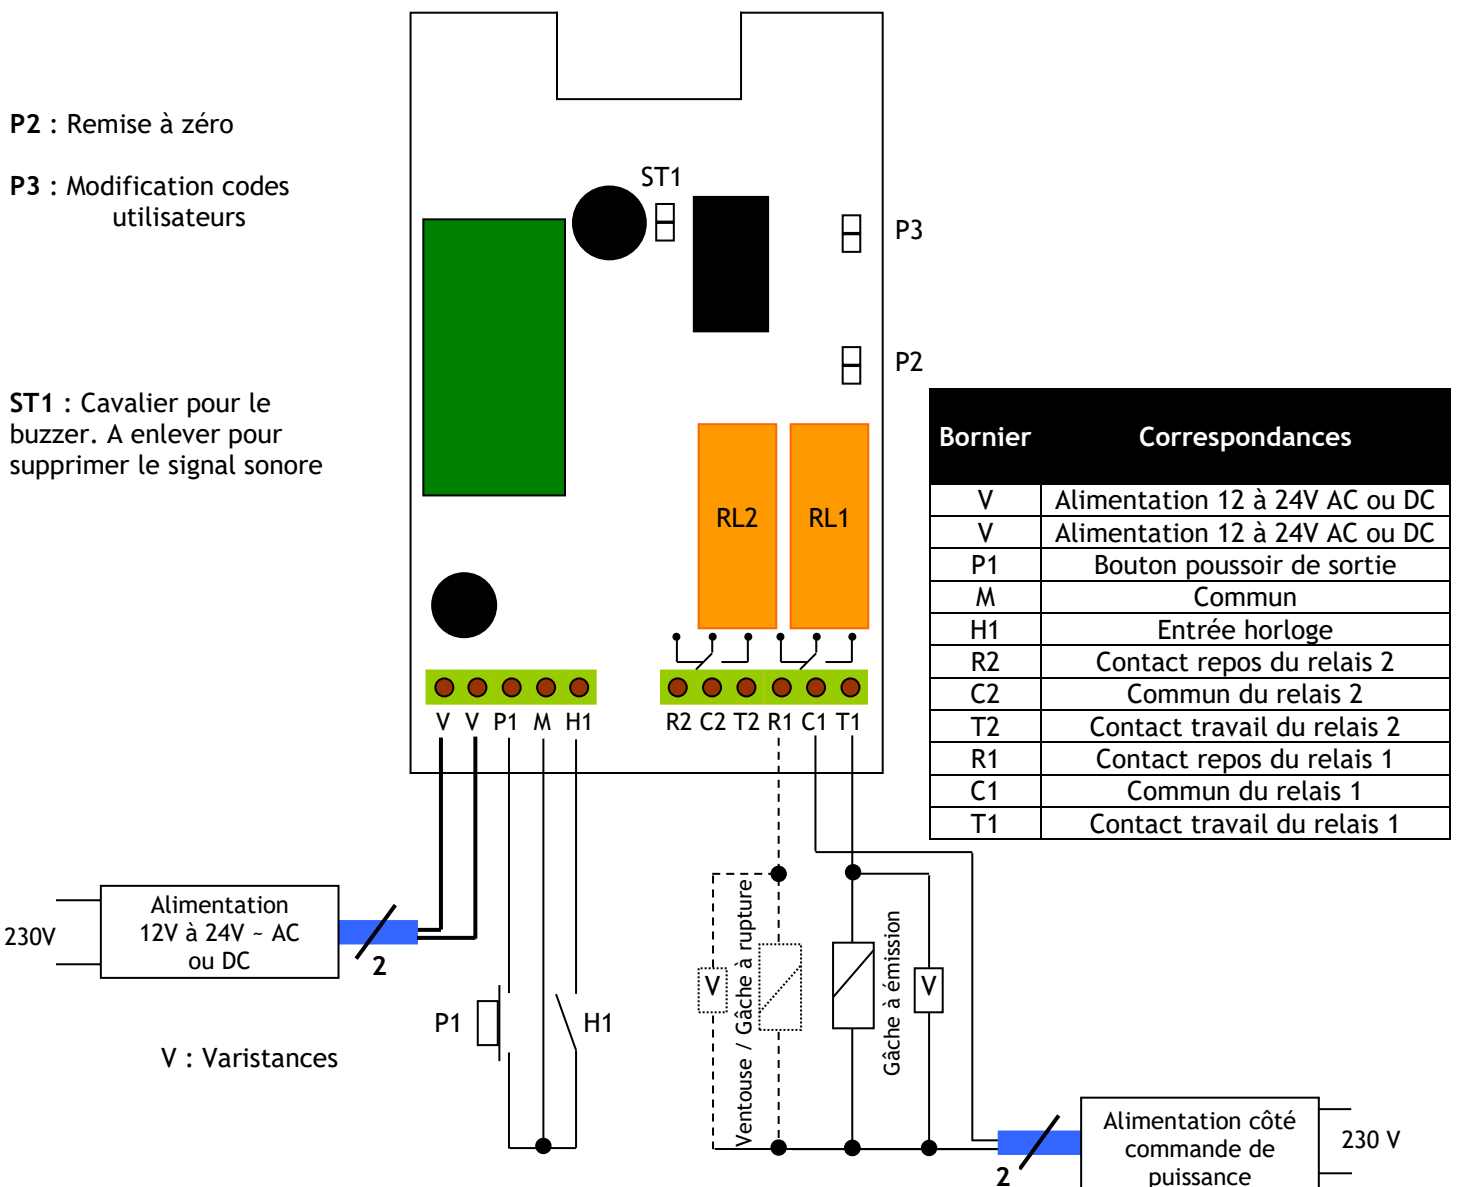 P2 : Remise à zéro
P3 : Modification codes
utilisateurs
ST1 : Cavalier pour le
buzzer. A enlever pour
supprimer le signal sonore
ST1
P3
P2
RL2 RL1
V V P1 M H1
R2 C2 T2 R1 C1 T1
Bornier Correspondances
V Alimentation 12 à 24V AC ou DC
V Alimentation 12 à 24V AC ou DC
P1 Bouton poussoir de sortie
M Commun
H1 Entrée horloge
R2 Contact repos du relais 2
C2 Commun du relais 2
T2 Contact travail du relais 2
R1 Contact repos du relais 1
C1 Commun du relais 1
T1 Contact travail du relais 1
230V
Alimentation
12V à 24V ~ AC
ou DC
2
P1
H1
V : Varistances
V
Ventouse / Gâche à rupture
Gâche à émission
V
2
Alimentation côté
commande de
puissance
230 V